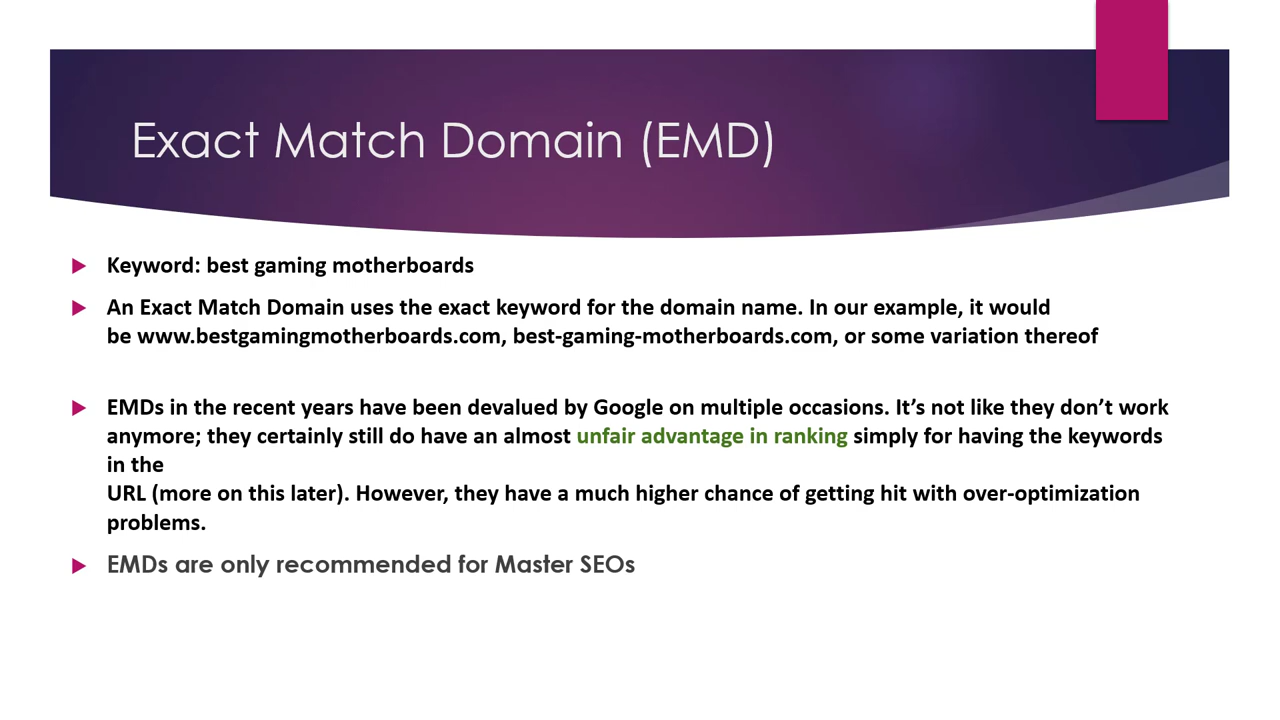 Exact Match Domain (EMD)
Keyword: best gaming motherboards
An Exact Match Domain uses the exact keyword for the domain name. In our example, it would
be www.bestgamingmotherboards.com, best-gaming-motherboards.com, or some variation thereof
EMDs in the recent years have been devalued by Google on multiple occasions. It’s not like they don’t work
anymore; they certainly still do have an almost unfair advantage in ranking simply for having the keywords
in the
URL (more on this later). However, they have a much higher chance of getting hit with over-optimization
problems.
EMDs are only recommended for Master SEOs